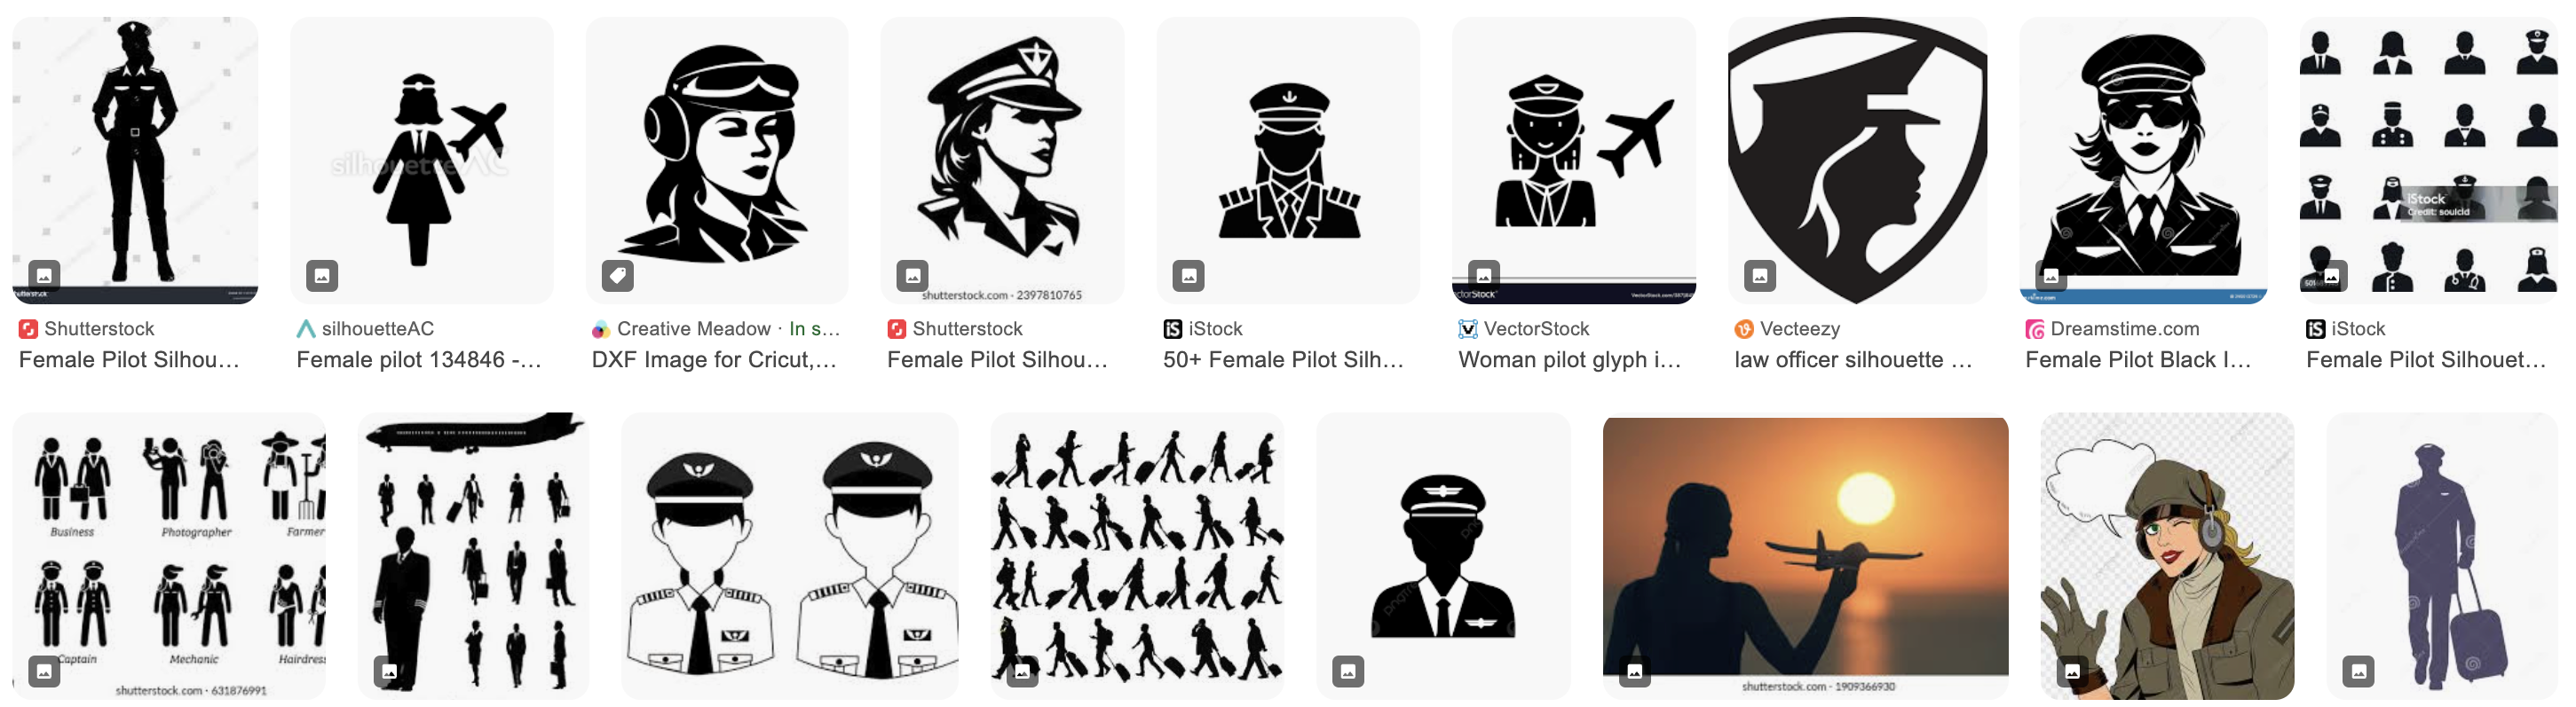 silhouetteAC
shutterstock.com · 2397810765
VectorStock
iStock
Credit: soulcld
Shutterstock
silhouetteAC
Creative Meadow · In s...
Shutterstock
iStock
VectorStock
Vecteezy
Dreamstime.com
iStock
Female Pilot Silhou...
Female pilot 134846 -...
DXF Image for Cricut,...
Female Pilot Silhou...
50+ Female Pilot Silh...
Woman pilot glyph i...
law officer silhouette ...
Female Pilot Black I...
Female Pilot Silhouet...
Business
Photographer
Farmer
Captain
Mechanic
Hairdress
shutterstock.com · 631876991
shutterstock.com · 1909366930